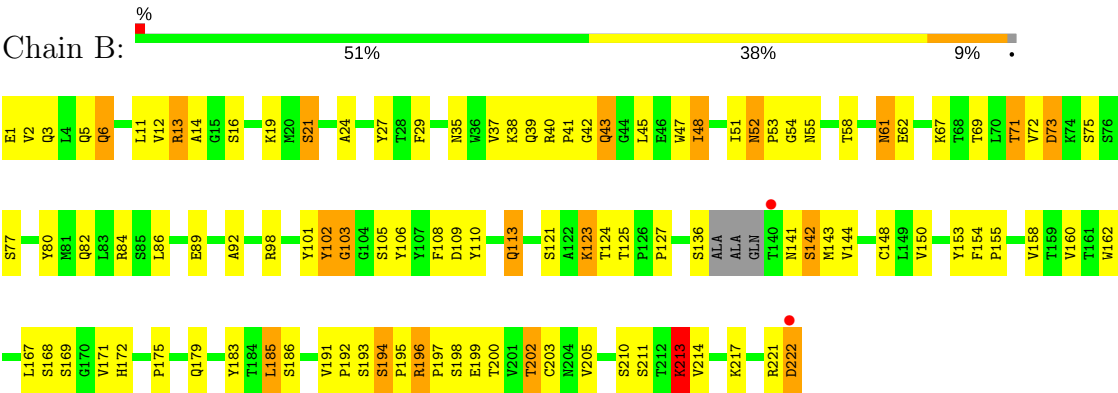 %
Chain B:
51% 38% 9% •
E1 V2 Q3 L4 Q5 Q6 L11 V12 R13 A14 G15 S16 K19 M20 S21 A24 Y27 T28 F29 N35 W36 V37 K38 Q39 R40 P41 G42 Q43 G44 L45 E46 W47 I48 I51 N52 P53 G54 N55 T58 N61 E62 K67 T68 T69 L70 T71 V72 D73 K74 S75 S76
S77 Y80 M81 Q82 L83 R84 S85 L86 E89 A92 R98 Y101 Y102 G103 G104 S105 Y106 Y107 F108 D109 Y110 Q113 S121 A122 K123 T124 T125 P126 P127 S136 ALA ALA GLN T140 N141 S142 M143 V144 C148 L149 V150 Y153 F154 P155 V158 T159 V160 T161 W162
L167 S168 S169 G170 V171 H172 P175 Q179 Y183 T184 L185 S186 V191 P192 S193 S194 P195 R196 P197 S198 E199 T200 V201 T202 C203 N204 V205 S210 S211 T212 K213 V214 K217 R221 D222